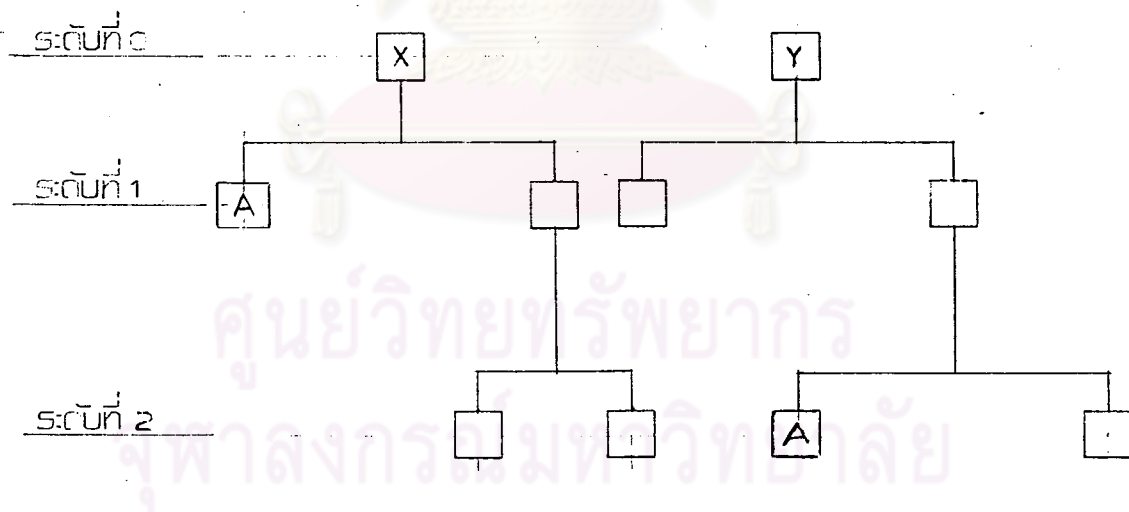 ระดับที่ 0 X Y
ระดับที่ 1 A
ระดับที่ 2 A
ศูนย์วิทยทรัพยากร
จุฬาลงกรณ์มหาวิทยาลัย